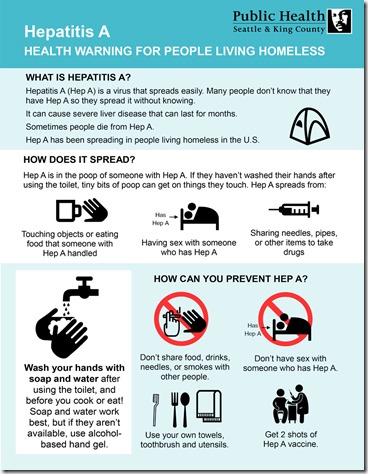 Hepatitis A
HEALTH WARNING FOR PEOPLE LIVING HOMELESS
Public Health
Seattle & King County
WHAT IS HEPATITIS A?
Hepatitis A (Hep A) is a virus that spreads easily. Many people don't know that they
have Hep A so they spread it without knowing.
It can cause severe liver disease that can last for months.
Sometimes people die from Hep A.
Hep A has been spreading in people living homeless in the U.S.
HOW DOES IT SPREAD?
Hep A is in the poop of someone with Hep A. If they haven't washed their hands after
using the toilet, tiny bits of poop can get on things they touch. Hep A spreads from:
Touching objects or eating
food that someone with
Hep A handled
Has
Hep A
Having sex with someone
who has Hep A
Sharing needles, pipes,
or other items to take
drugs
Wash your hands with
soap and water after
using the toilet, and
before you cook or eat!
Soap and water work
best, but if they aren't
available, use alcohol-
based hand gel.
HOW CAN YOU PREVENT HEP A?
Don't share food, drinks,
needles, or smokes with
other people.
Has
Hep A
Don't have sex with
someone who has Hep A.
Use your own towels,
toothbrush and utensils.
Get 2 shots of
Hep A vaccine.